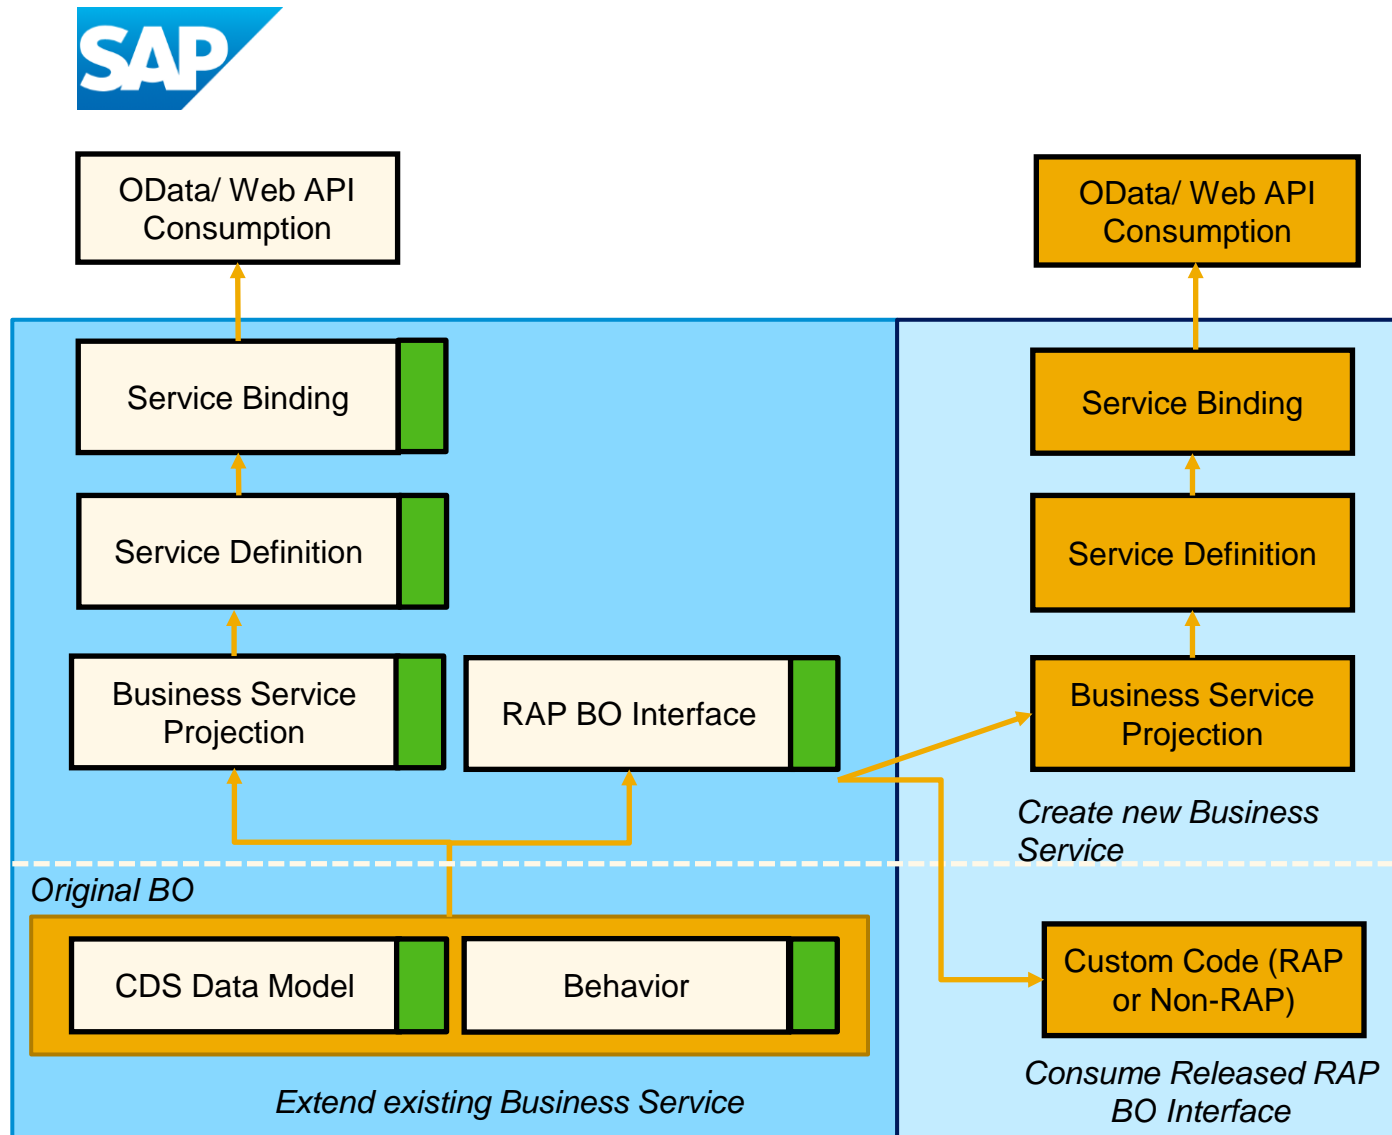 SAP
OData/ Web API
Consumption
Service Binding
Service Definition
Business Service
Projection
RAP BO Interface
Original BO
CDS Data Model
Behavior
Extend existing Business Service
OData/ Web API
Consumption
Service Binding
Service Definition
Business Service
Projection
Create new Business
Service
Custom Code (RAP
or Non-RAP)
Consume Released RAP
BO Interface